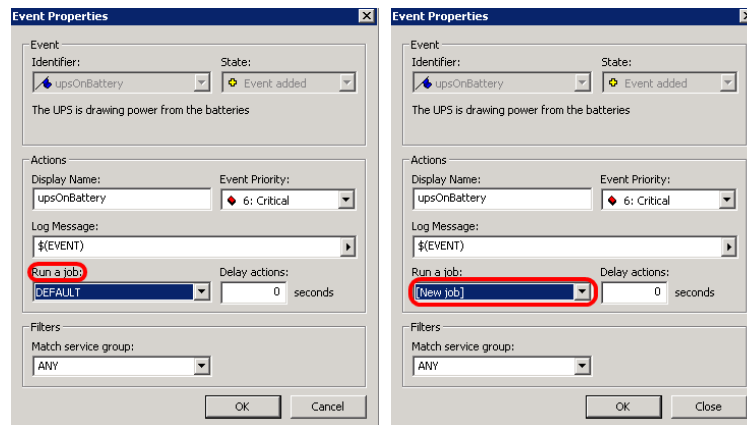 Event Properties
Event
Identifier:
State:
upsOnBattery
Event added
The UPS is drawing power from the batteries
Actions
Display Name:
Event Priority:
upsOnBattery
6: Critical
Log Message:
$(EVENT)
Run a job:
Delay actions:
DEFAULT
0 seconds
Filters
Match service group:
ANY
OK
Cancel
Event Properties
Event
Identifier:
State:
upsOnBattery
Event added
The UPS is drawing power from the batteries
Actions
Display Name:
Event Priority:
upsOnBattery
6: Critical
Log Message:
$(EVENT)
Run a job:
Delay actions:
[New job]
0 seconds
Filters
Match service group:
ANY
OK
Close